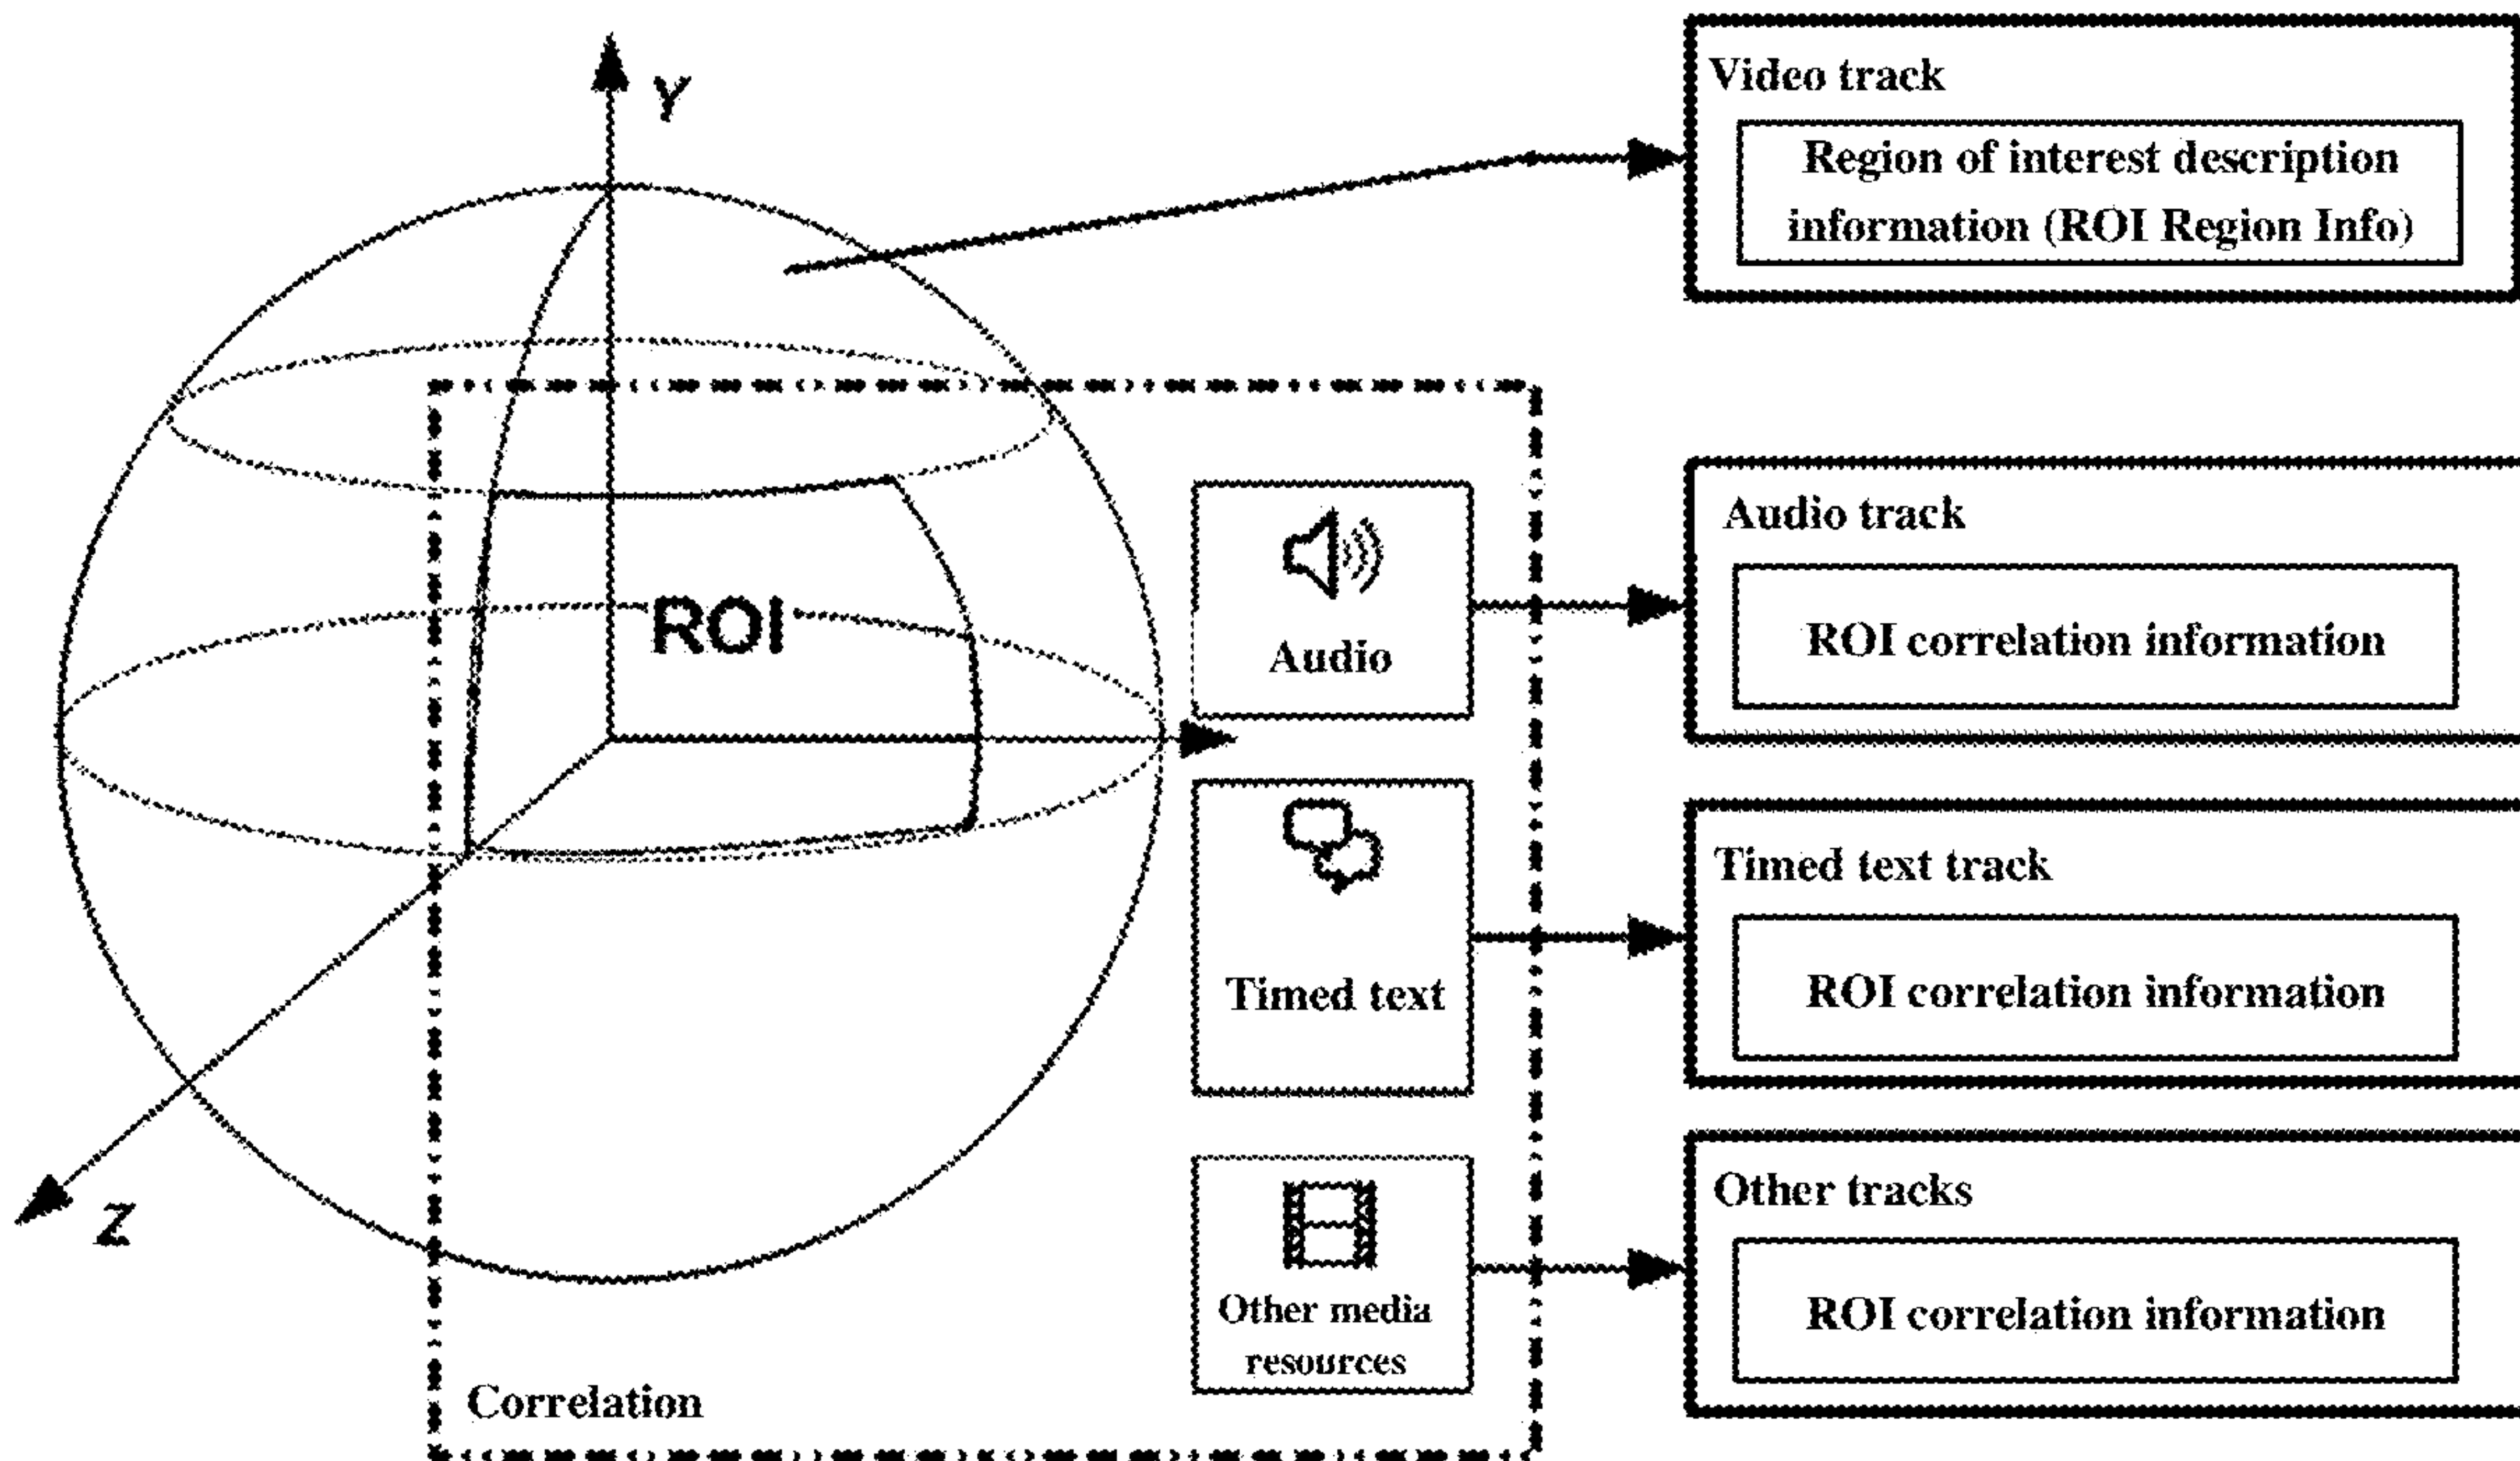 Y
Video track
Region of interest description
information (ROI Region Info)
Audio track
ROI correlation information
ROI
Audio
Timed text track
ROI correlation information
Timed text
Z
Other tracks
ROI correlation information
Other media
resources
Correlation